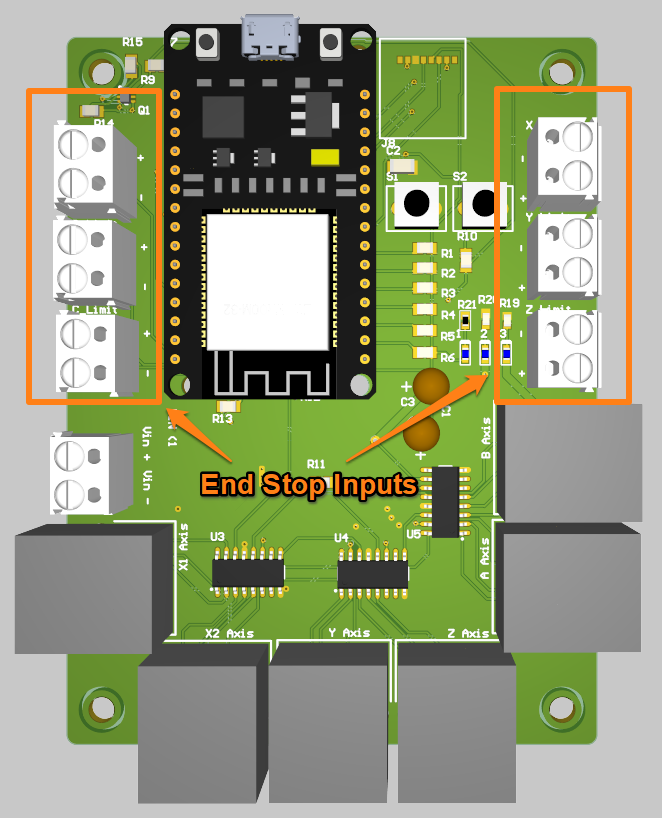 R15
R9
Q1
R14
+
-
+
-
C Limit
+
-
Vin + Vin -
R13
J8
C2
S1
S2
R10
R1
R2
R3
R4
R5
R6
R21
R20
R19
1 2 3
C3
C1
+
+
X
-
+
Y
-
+
Z Limit
-
+
End Stop Inputs
R11
U3
U4
U5
X1 Axis
X2 Axis
Y Axis
Z Axis
A Axis
B Axis